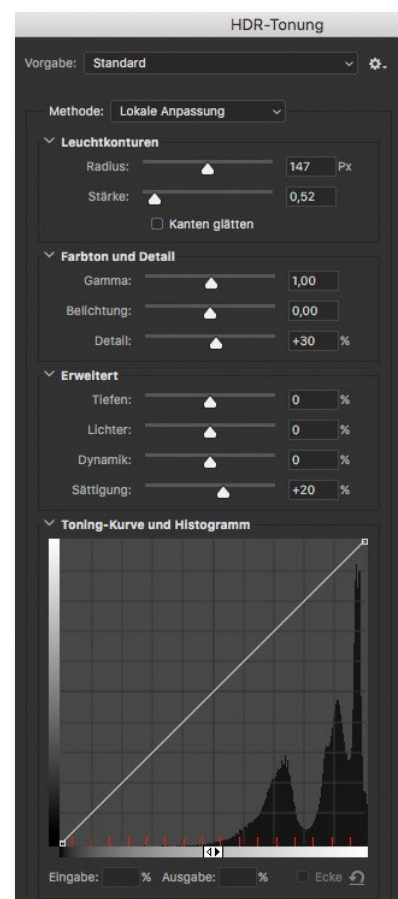 HDR-Tonung
Vorgabe: Standard
Methode: Lokale Anpassung
Leuchtkonturen
Radius: 147 Px
Stärke: 0,52
Kanten glätten
Farbton und Detail
Gamma: 1,00
Belichtung: 0,00
Detail: +30 %
Erweitert
Tiefen: 0 %
Lichter: 0 %
Dynamik: 0 %
Sättigung: +20 %
Toning-Kurve und Histogramm
Eingabe: % Ausgabe: % Ecke